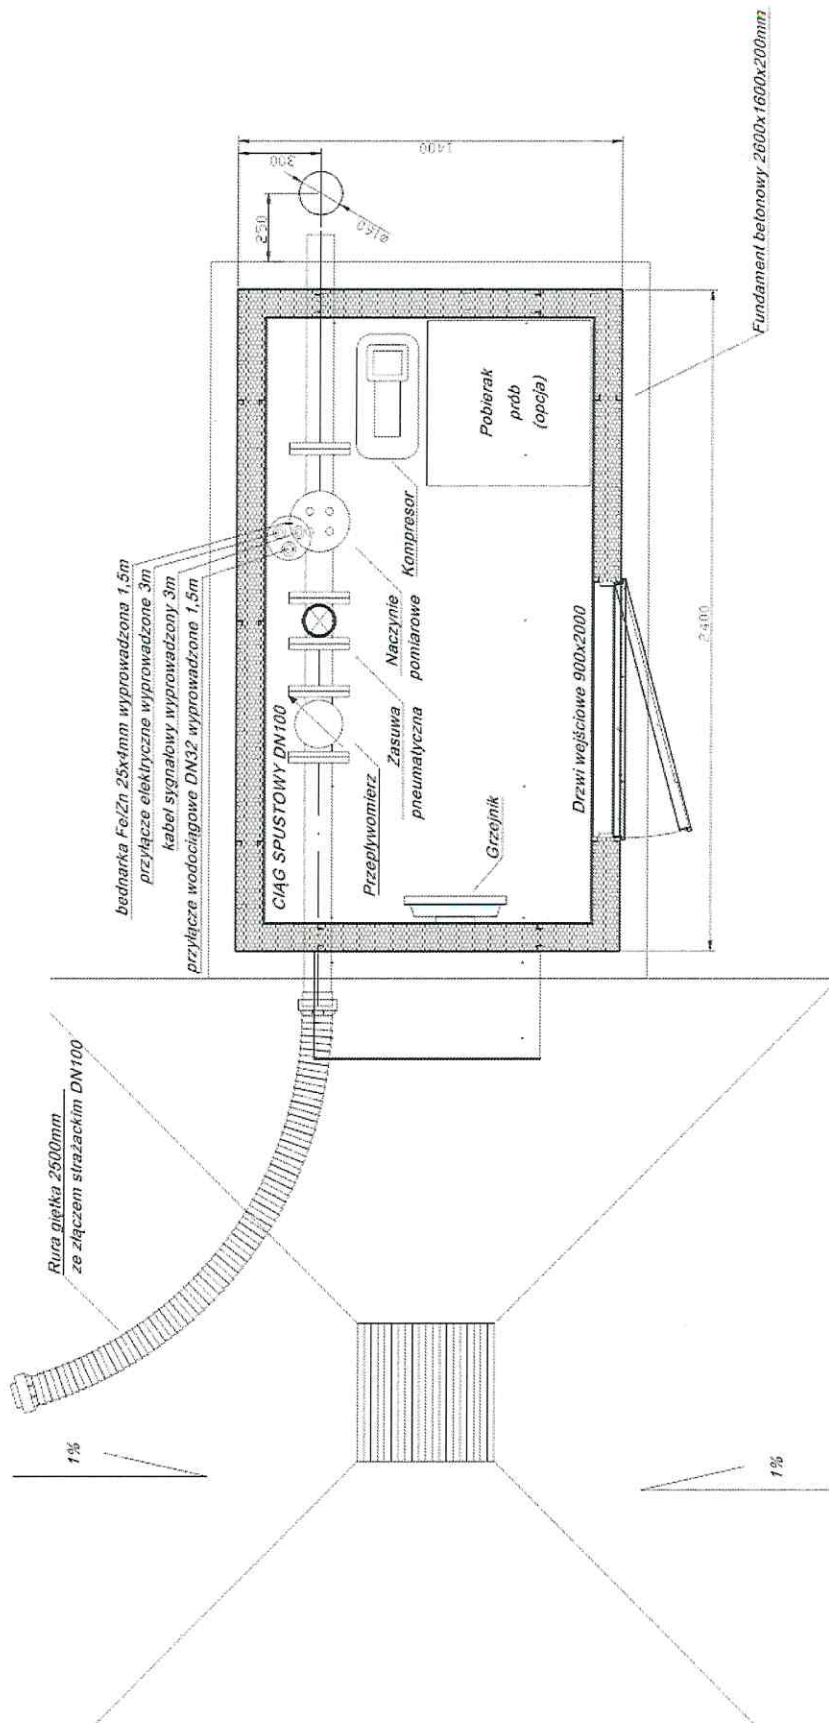 bednarka Fe/Zn 25x4mm wyprowadzona 1,5m
przyłącze elektryczne wyprowadzone 3m
kabel sygnałowy wyprowadzony 3m
przyłącze wodociągowe DN32 wyprowadzone 1,5m
Rura giętka 2500mm
ze złączem strażackim DN100
1%
CIĄG SPUSTOWY DN100
Przepływomierz
Zasuwa
pneumatyczna
Naczynie
pomiarowe
Kompresor
Pobierak
prób
(opcja)
Grzejnik
Drzwi wejściowe 900x2000
250
300
ø160
1400
2400
Fundament betonowy 2600x1600x200mm
1%